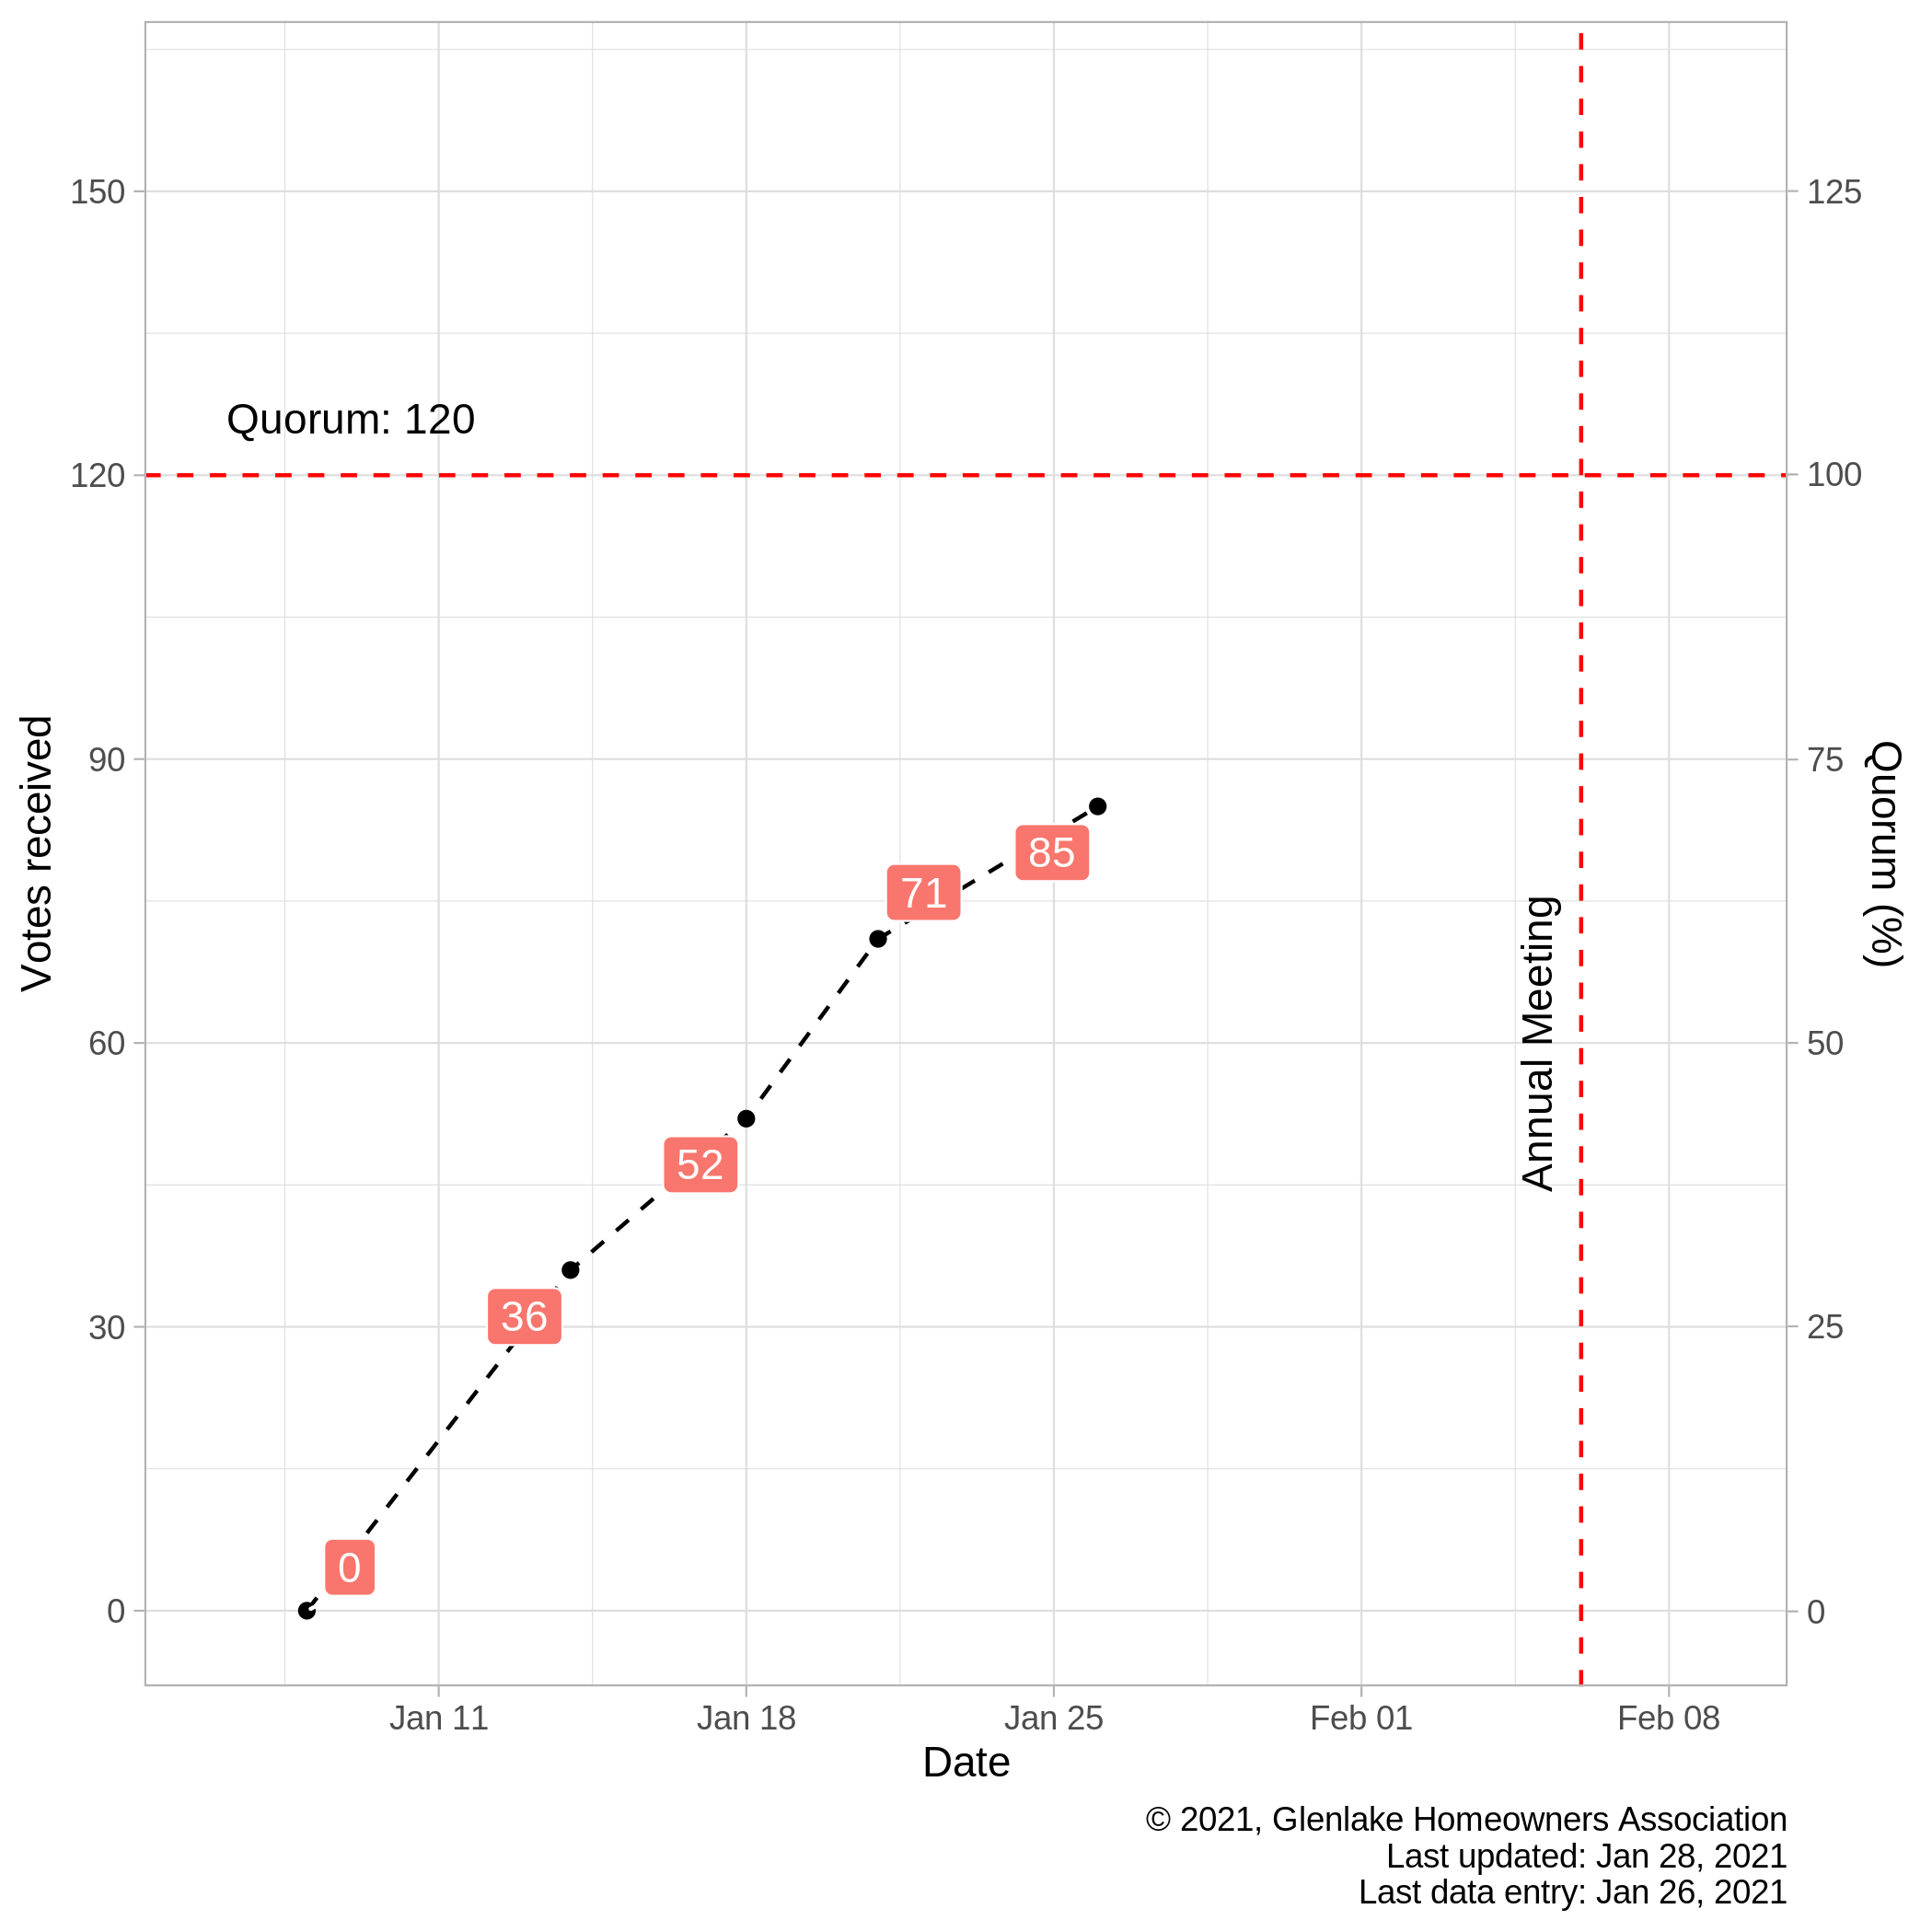 150
120
90
60
30
0
Votes received
125
100
75
50
25
0
Quorum (%)
Quorum: 120
Annual Meeting
85
71
52
36
0
Jan 11 Jan 18 Jan 25 Feb 01 Feb 08
Date
© 2021, Glenlake Homeowners Association
Last updated: Jan 28, 2021
Last data entry: Jan 26, 2021